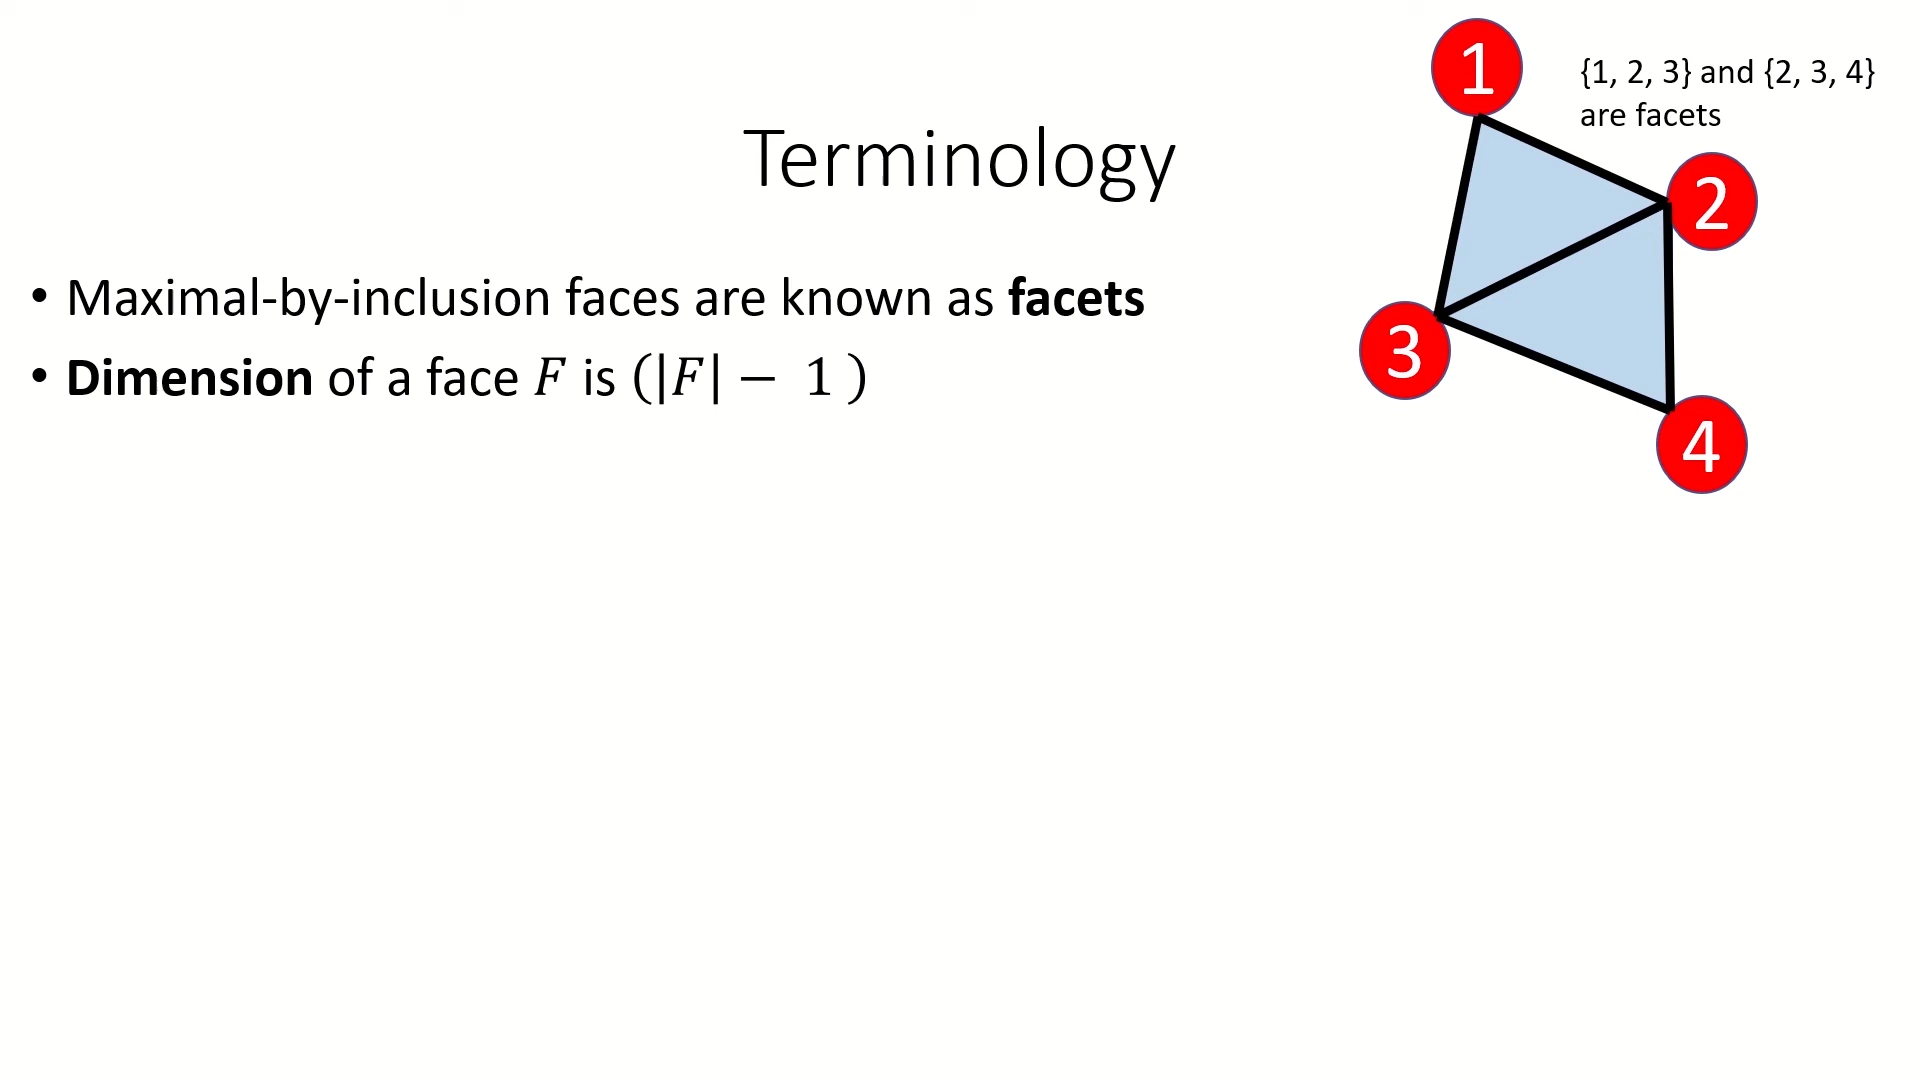 Terminology
• Maximal-by-inclusion faces are known as facets
• Dimension of a face F is (|F| − 1 )
{1, 2, 3} and {2, 3, 4}
are facets
1
2
3
4